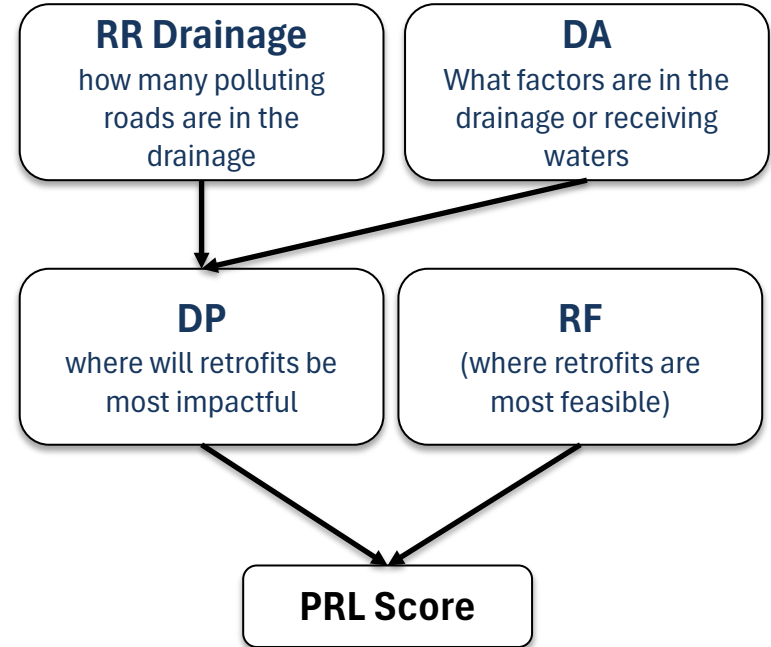 RR Drainage
how many polluting
roads are in the
drainage
DA
What factors are in the
drainage or receiving
waters
DP
where will retrofits be
most impactful
RF
(where retrofits are
most feasible)
PRL Score